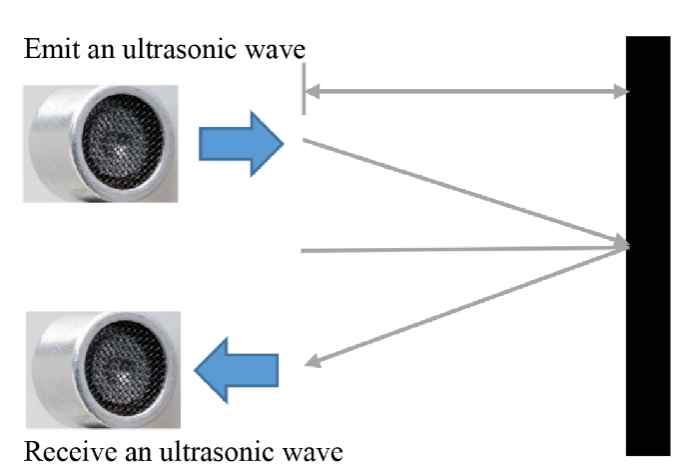 Emit an ultrasonic wave
Receive an ultrasonic wave